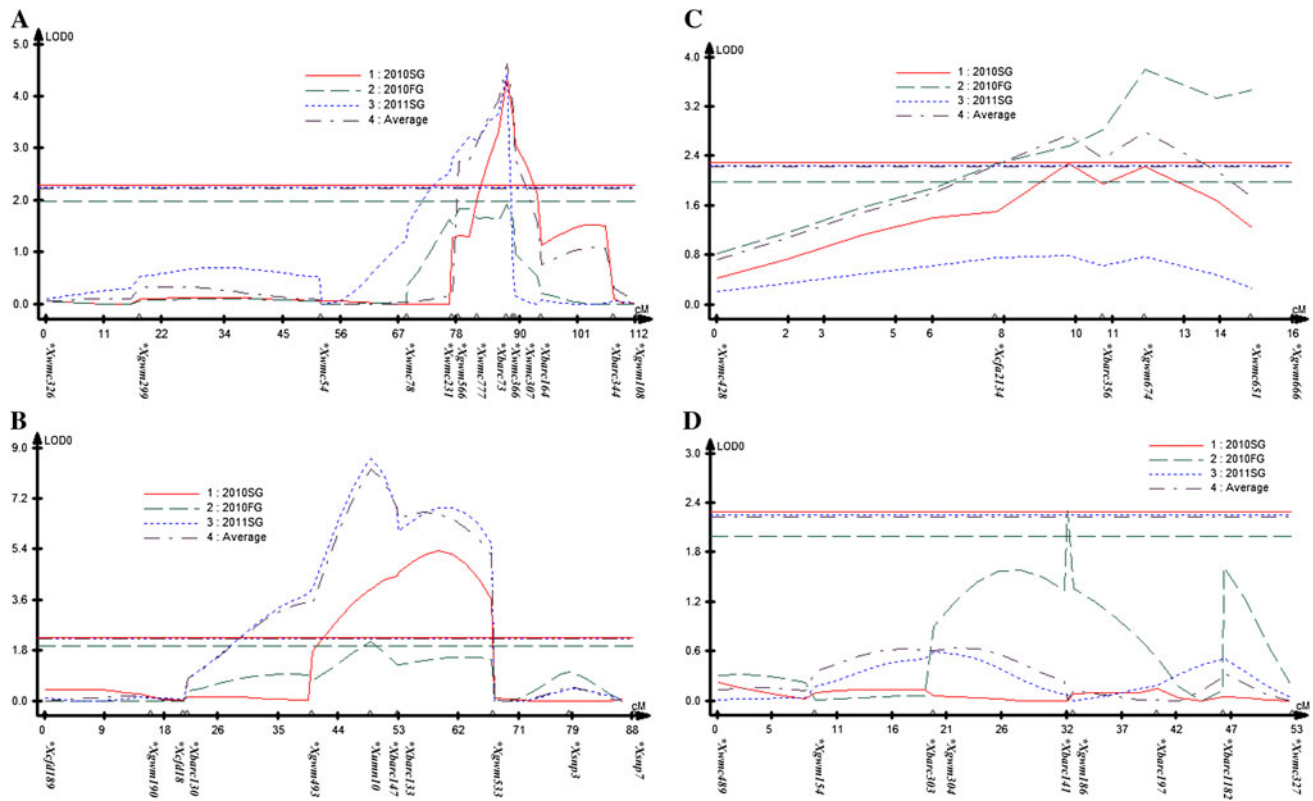 A
LOD0
5.0
4.0
3.0
2.0
1.0
0.0
1 : 2010SG
2 : 2010FG
3 : 2011SG
4 : Average
cM
0 11 22 34 45 56 67 78 90 101 112
*Xwmc326 *Xgwm299 *Xwmc54 *Xwmc78 *Xwmc231 *Xgwm566 *Xwmc777 *Xbarc73 *Xwmc366 *Xwmc307 *Xbarc164 *Xbarc344 *Xgwm108
C
LOD0
4.0
3.2
2.4
1.6
0.8
0.0
1 : 2010SG
2 : 2010FG
3 : 2011SG
4 : Average
cM
0 2 3 5 6 8 10 11 13 14 16
*Xwmc428 *Xcfa2134 *Xbarc356 *Xgwm674 *Xwmc651 *Xgwm666
B
LOD0
9.0
7.2
5.4
3.6
1.8
0.0
1 : 2010SG
2 : 2010FG
3 : 2011SG
4 : Average
cM
0 9 18 26 35 44 53 62 71 79 88
*Xcfd189 *Xgwm190 *Xcfd18 *Xbarc130 *Xgwm493 *Xumn10 *Xbarc147 *Xbarc133 *Xgwm533 *Xsnp3 *Xsnp7
D
LOD0
3.0
2.4
1.8
1.2
0.6
0.0
1 : 2010SG
2 : 2010FG
3 : 2011SG
4 : Average
cM
0 5 11 16 21 26 32 37 42 47 53
*Xwmc489 *Xgwm154 *Xbarc303 *Xgwm304 *Xbarc141 *Xgwm186 *Xbarc197 *Xbarc1182 *Xwmc327